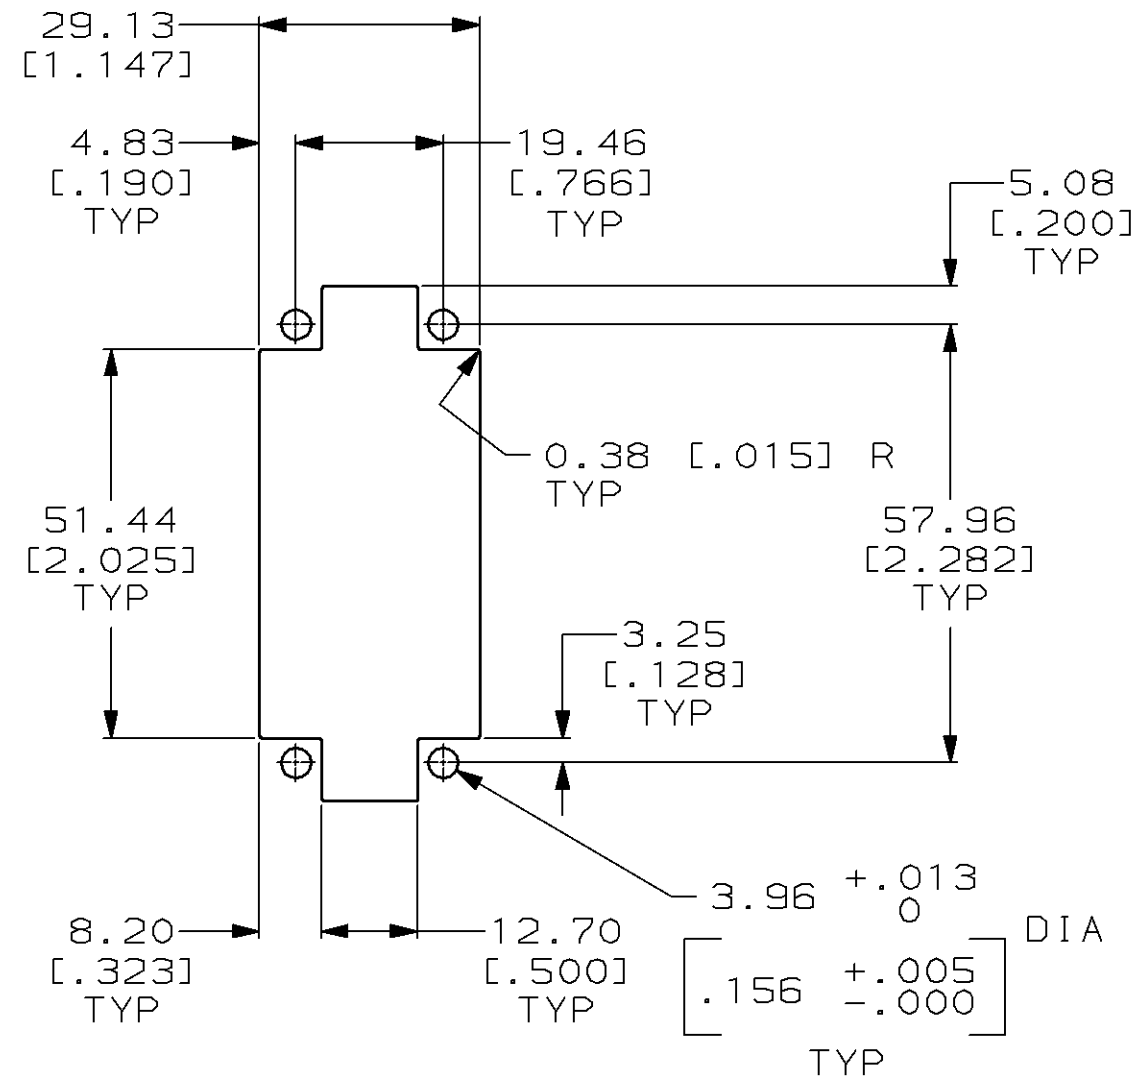 29.13
[1.147]
4.83
[.190]
TYP
19.46
[.766]
TYP
5.08
[.200]
TYP
0.38 [.015] R
TYP
51.44
[2.025]
TYP
57.96
[2.282]
TYP
3.25
[.128]
TYP
8.20
[.323]
TYP
12.70
[.500]
TYP
3.96 +.013
0
DIA
[.156 +.005
-.000]
TYP